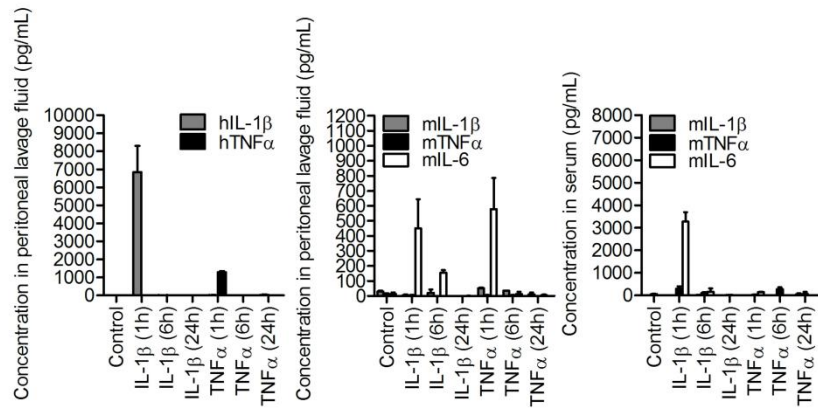 Concentration in peritoneal lavage fluid (pg/mL)
10000
9000
8000
7000
6000
5000
4000
3000
2000
1000
0
hIL-1β
hTNFα
Control
IL-1β (1h)
IL-1β (6h)
IL-1β (24h)
TNFα (1h)
TNFα (6h)
TNFα (24h)
Concentration in peritoneal lavage fluid (pg/mL)
1200
1100
1000
900
800
700
600
500
400
300
200
100
0
mIL-1β
mTNFα
mIL-6
Control
IL-1β (1h)
IL-1β (6h)
IL-1β (24h)
TNFα (1h)
TNFα (6h)
TNFα (24h)
Concentration in serum (pg/mL)
8000
7000
6000
5000
4000
3000
2000
1000
0
mIL-1β
mTNFα
mIL-6
Control
IL-1β (1h)
IL-1β (6h)
IL-1β (24h)
TNFα (1h)
TNFα (6h)
TNFα (24h)